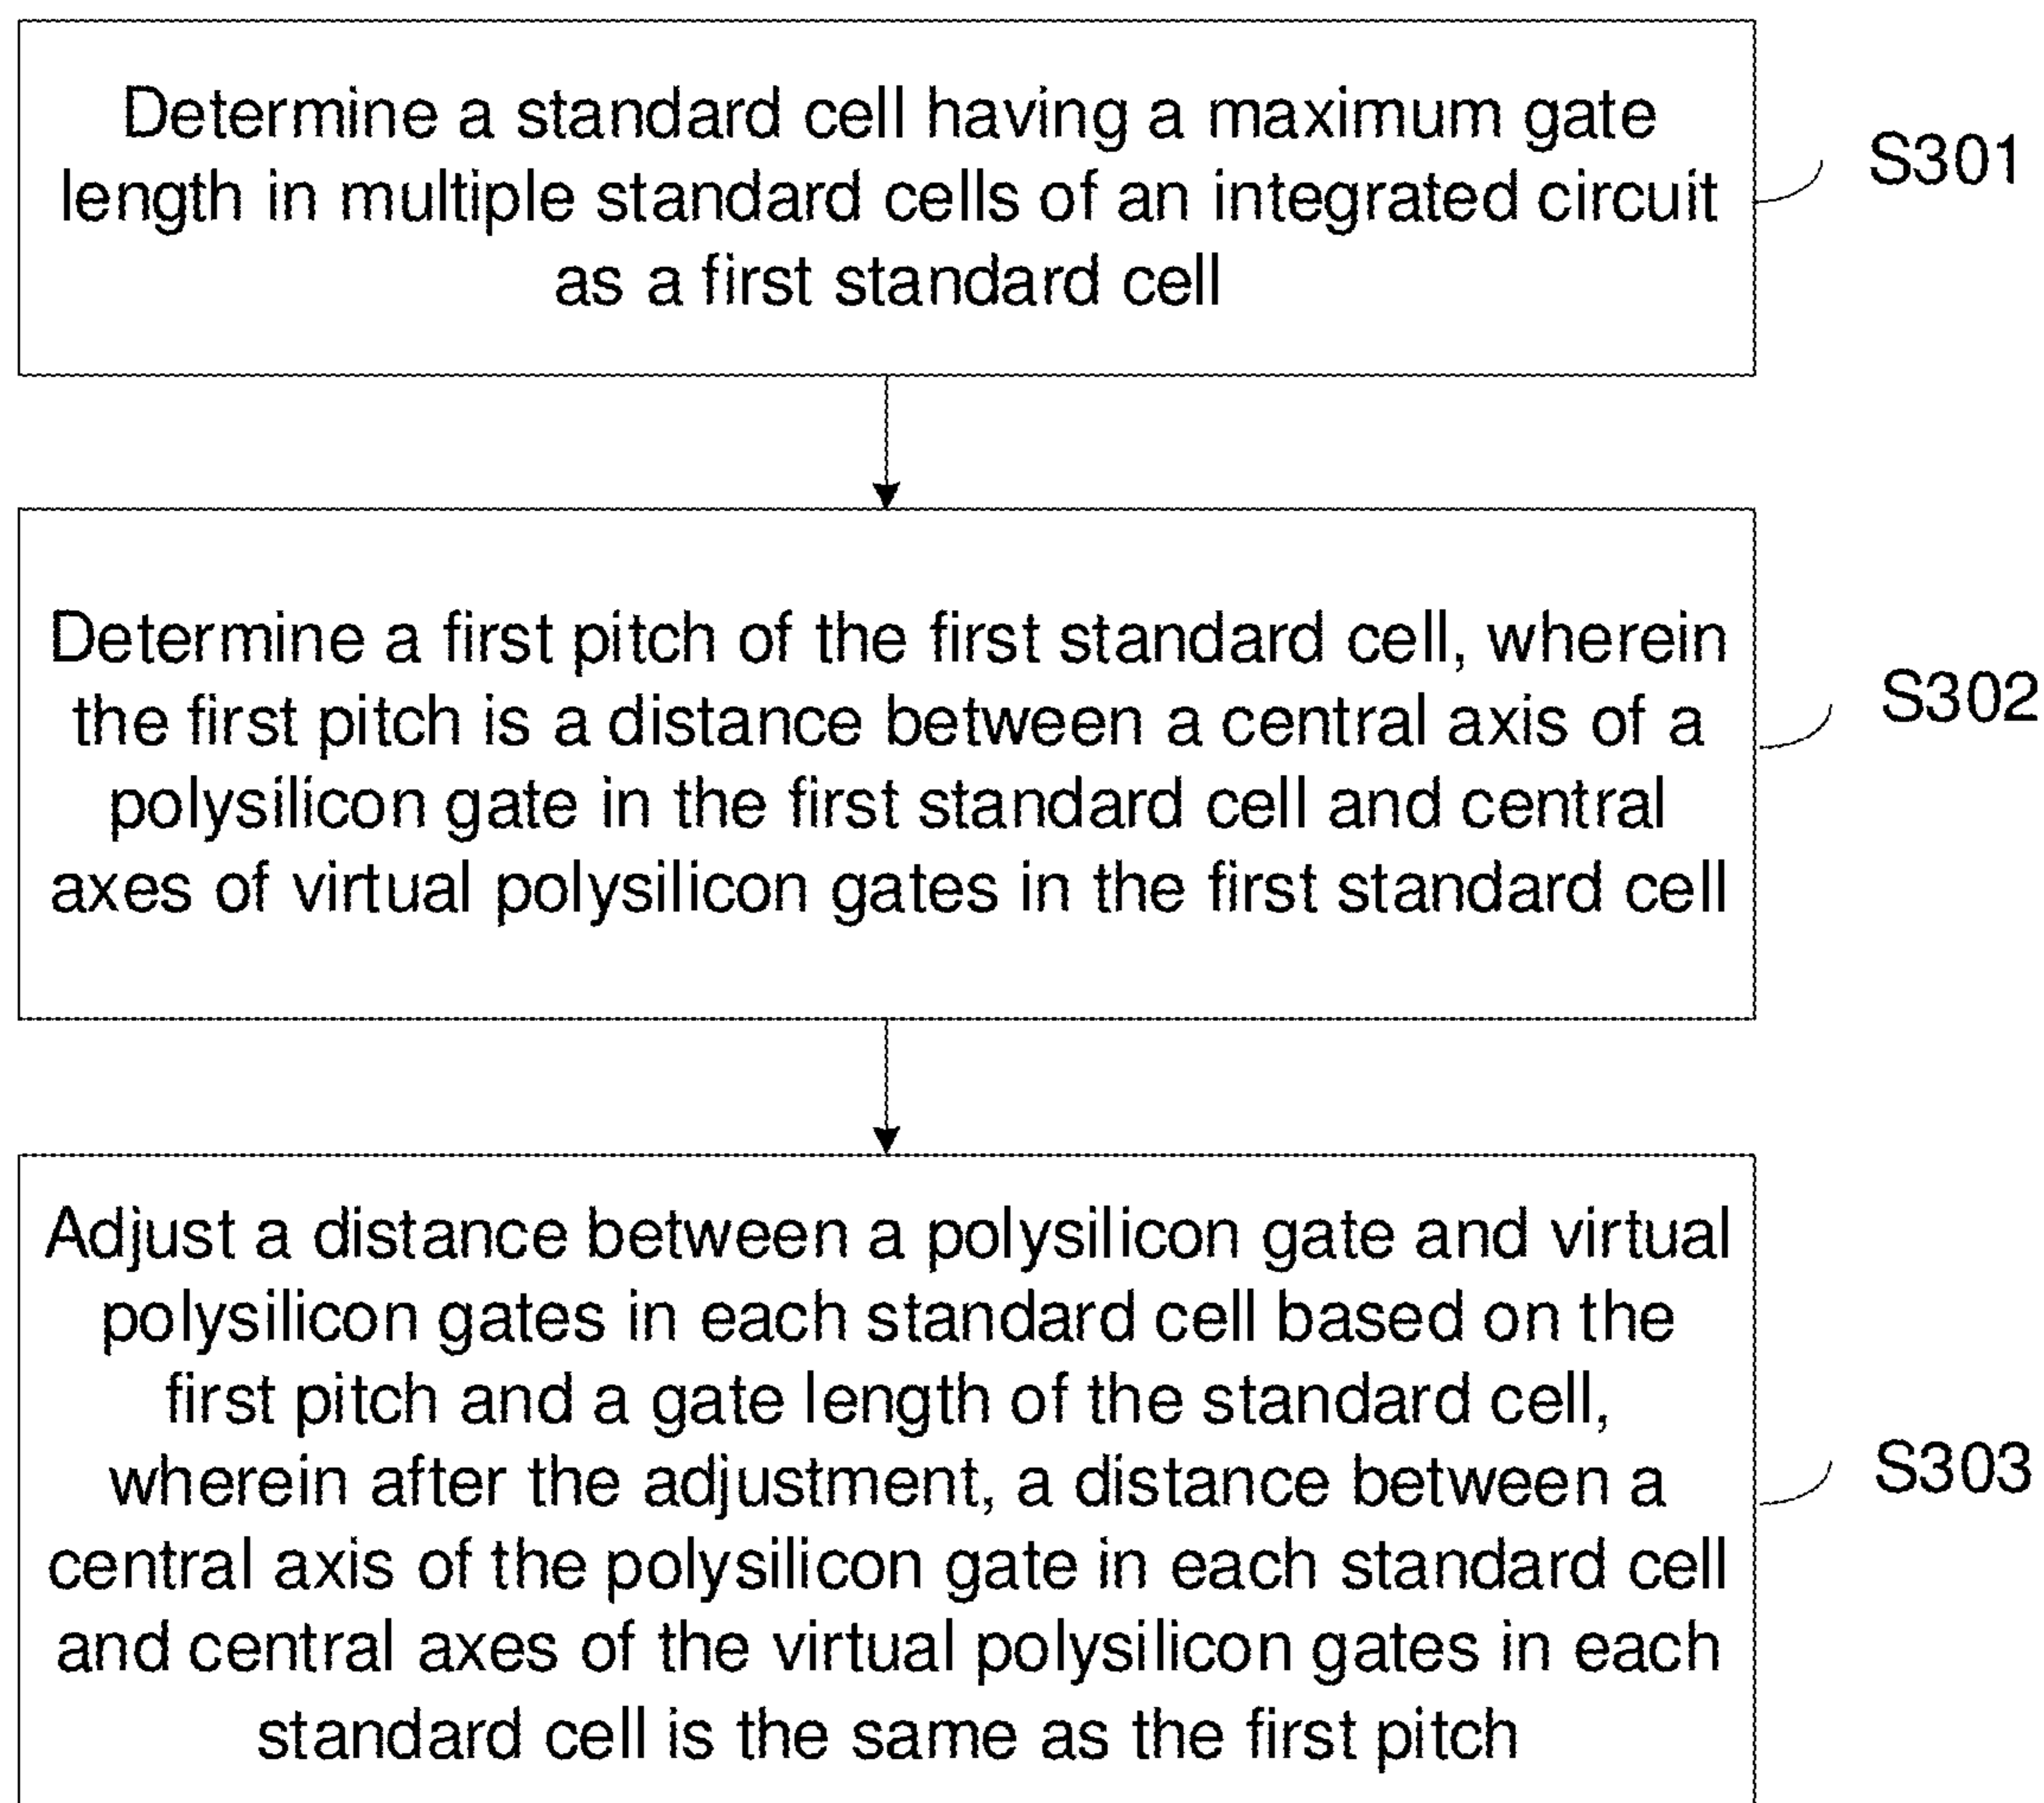 Determine a standard cell having a maximum gate
length in multiple standard cells of an integrated circuit
as a first standard cell
S301
Determine a first pitch of the first standard cell, wherein
the first pitch is a distance between a central axis of a
polysilicon gate in the first standard cell and central
axes of virtual polysilicon gates in the first standard cell
S302
Adjust a distance between a polysilicon gate and virtual
polysilicon gates in each standard cell based on the
first pitch and a gate length of the standard cell,
wherein after the adjustment, a distance between a
central axis of the polysilicon gate in each standard cell
and central axes of the virtual polysilicon gates in each
standard cell is the same as the first pitch
S303